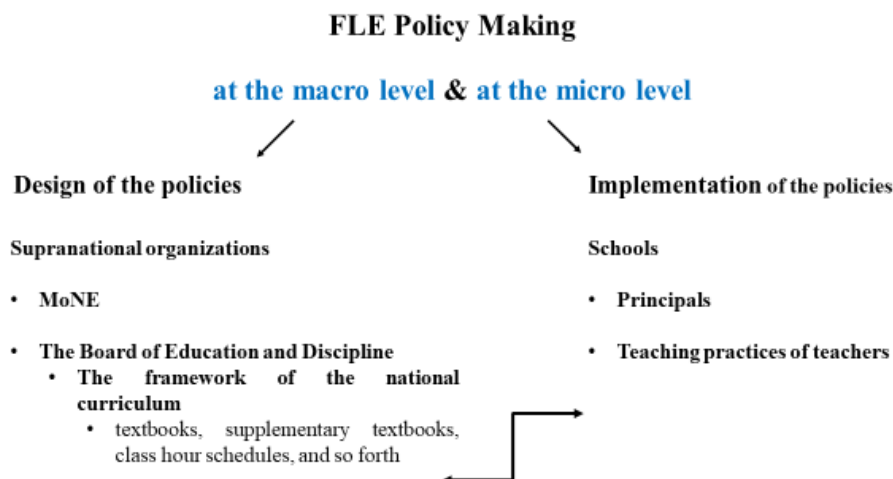 FLE Policy Making
at the macro level & at the micro level
Design of the policies
Supranational organizations
• MoNE
• The Board of Education and Discipline
• The framework of the national
curriculum
• textbooks, supplementary textbooks,
class hour schedules, and so forth
Implementation of the policies
Schools
• Principals
• Teaching practices of teachers